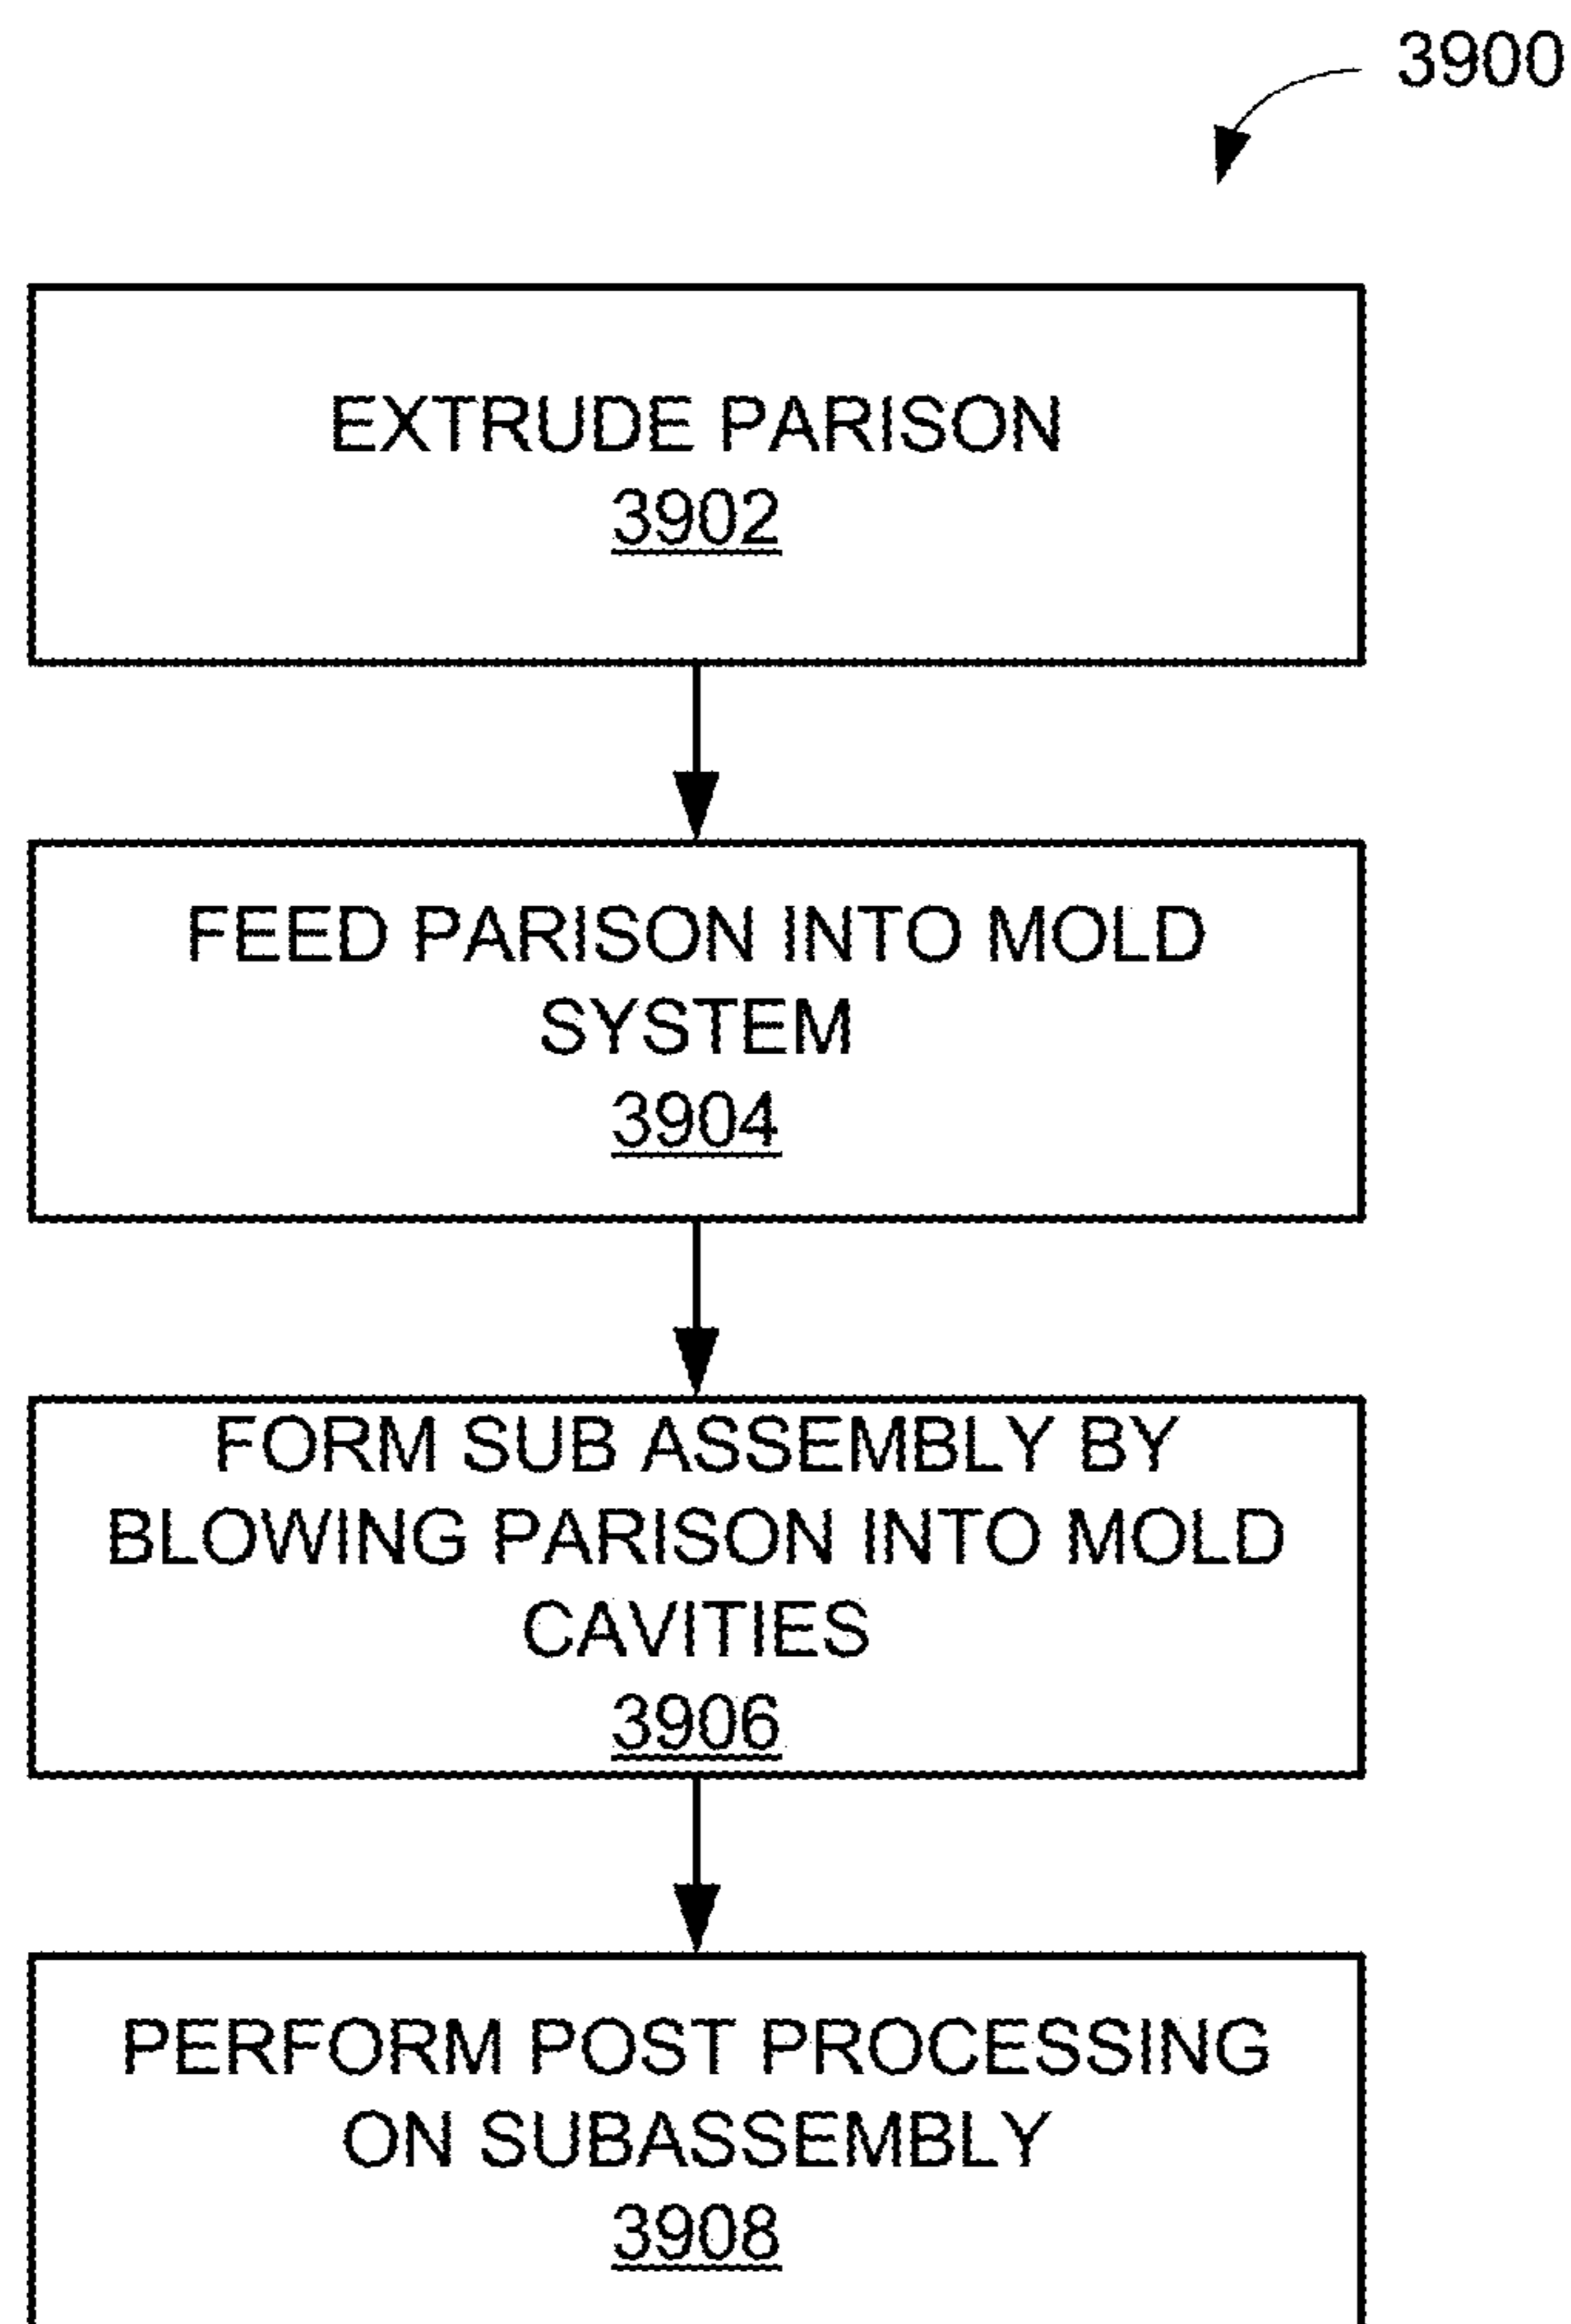 3900
EXTRUDE PARISON
3902
FEED PARISON INTO MOLD
SYSTEM
3904
FORM SUB ASSEMBLY BY
BLOWING PARISON INTO MOLD
CAVITIES
3906
PERFORM POST PROCESSING
ON SUBASSEMBLY
3908